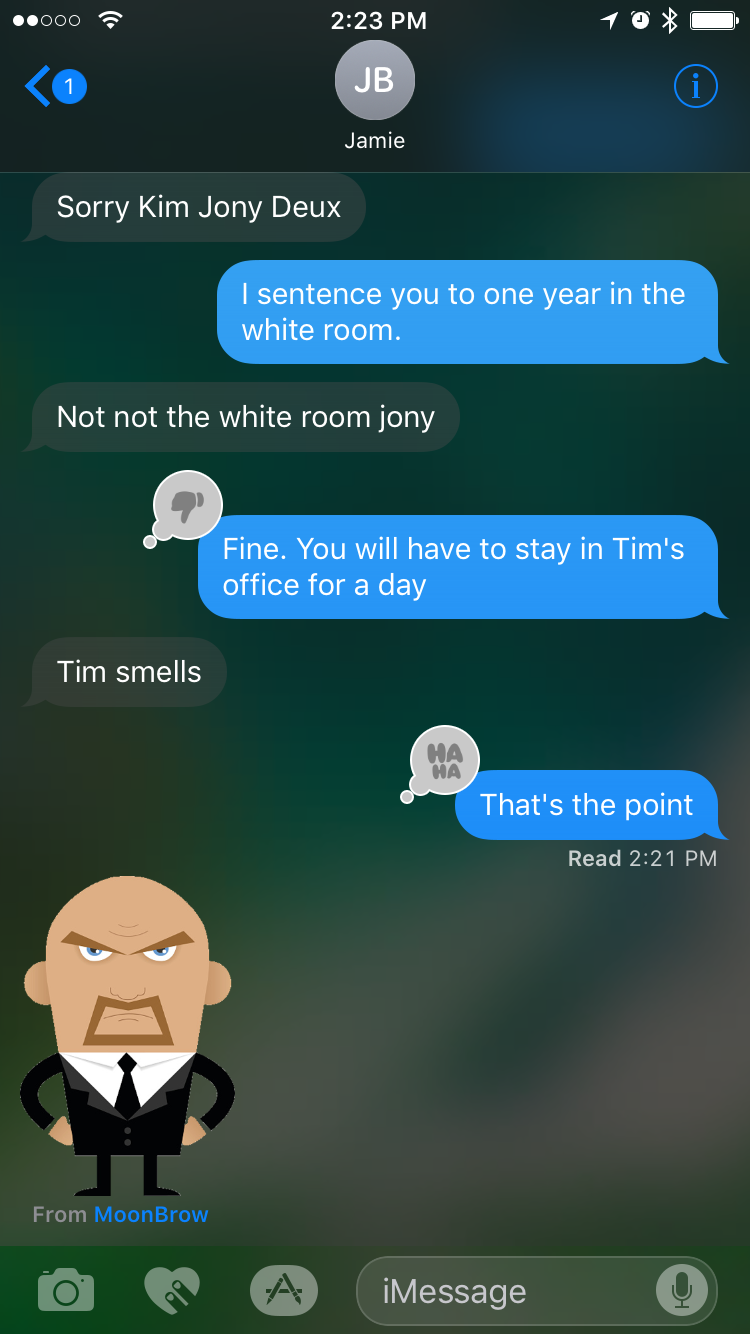 2:23 PM
1
JB
i
Jamie
Sorry Kim Jony Deux
I sentence you to one year in the
white room.
Not not the white room jony
Fine. You will have to stay in Tim's
office for a day
Tim smells
HA
HA
That's the point
Read 2:21 PM
From MoonBrow
iMessage